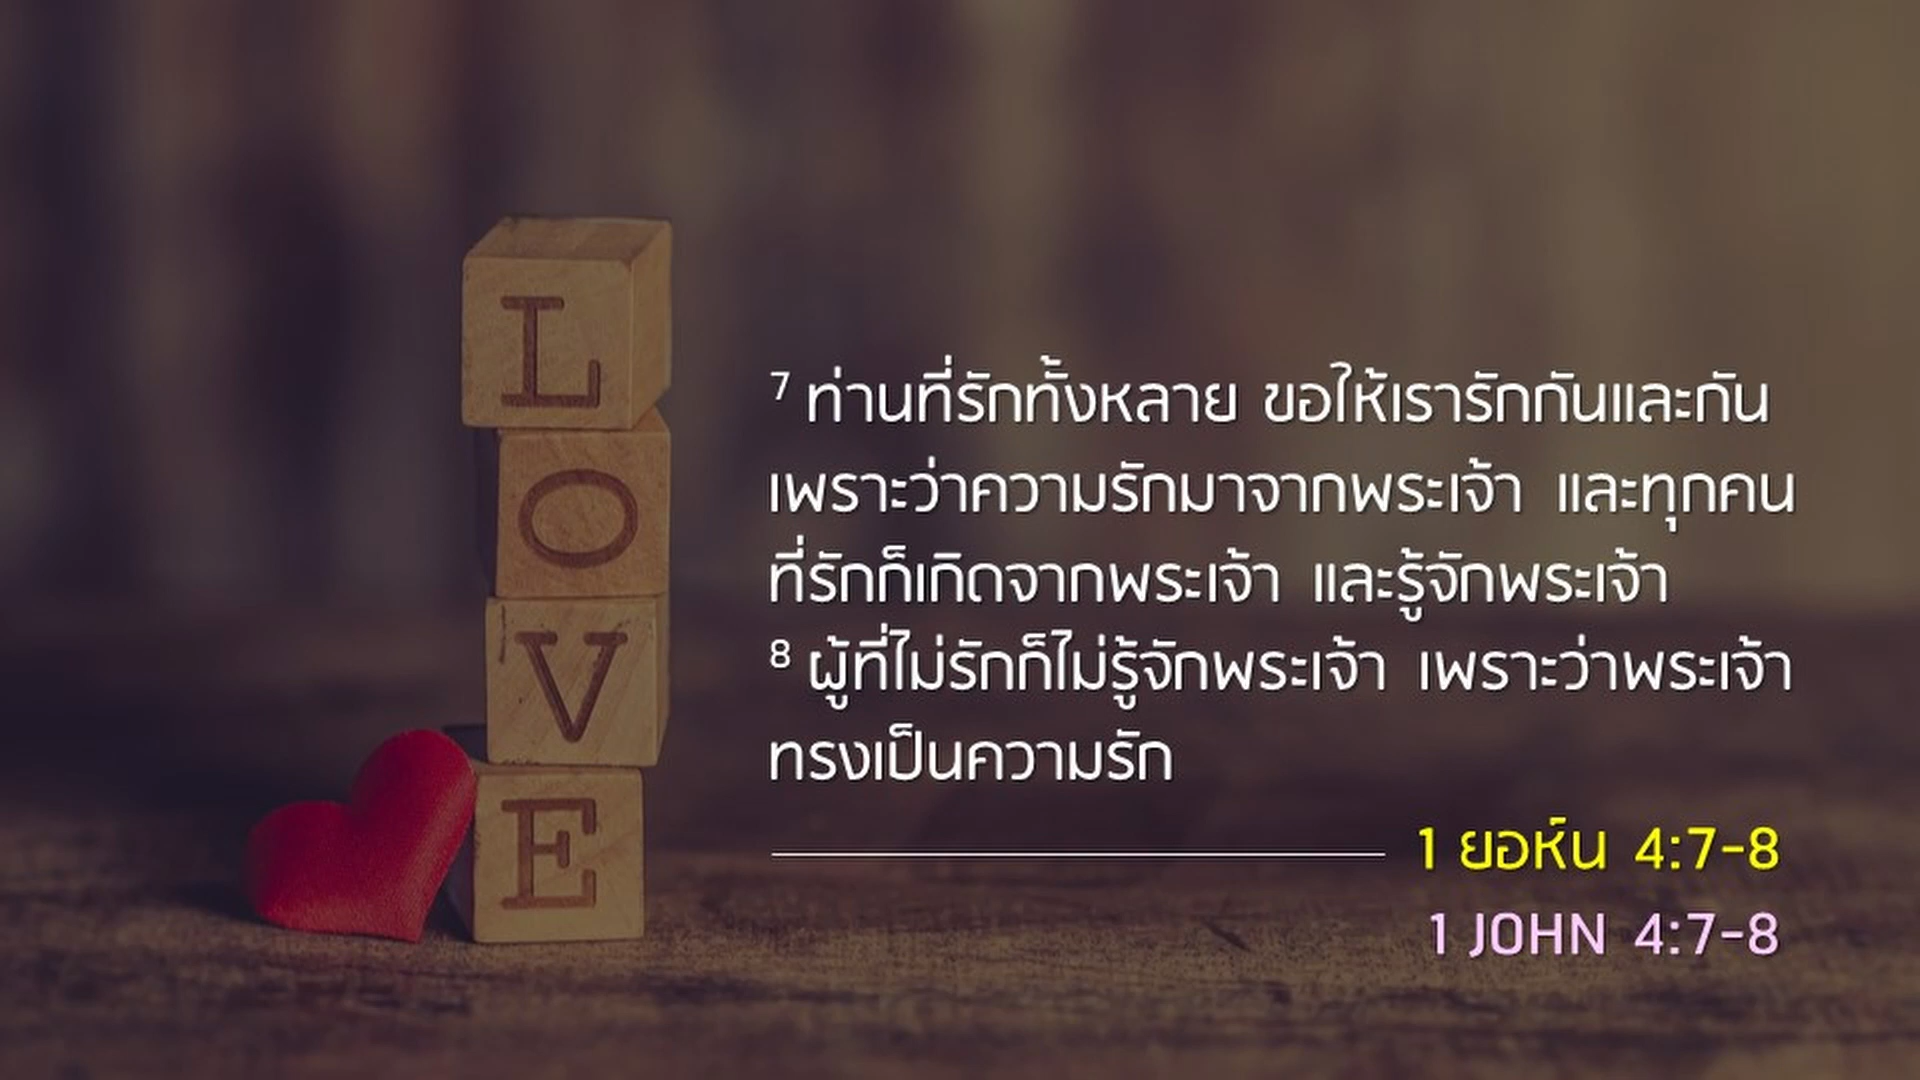 L
O
V
E
⁷ ท่านที่รักทั้งหลาย ขอให้เรารักกันและกัน
เพราะว่าความรักมาจากพระเจ้า และทุกคน
ที่รักก็เกิดจากพระเจ้า และรู้จักพระเจ้า
⁸ ผู้ที่ไม่รักก็ไม่รู้จักพระเจ้า เพราะว่าพระเจ้า
ทรงเป็นความรัก
1 ยอห์น 4:7-8
1 JOHN 4:7-8